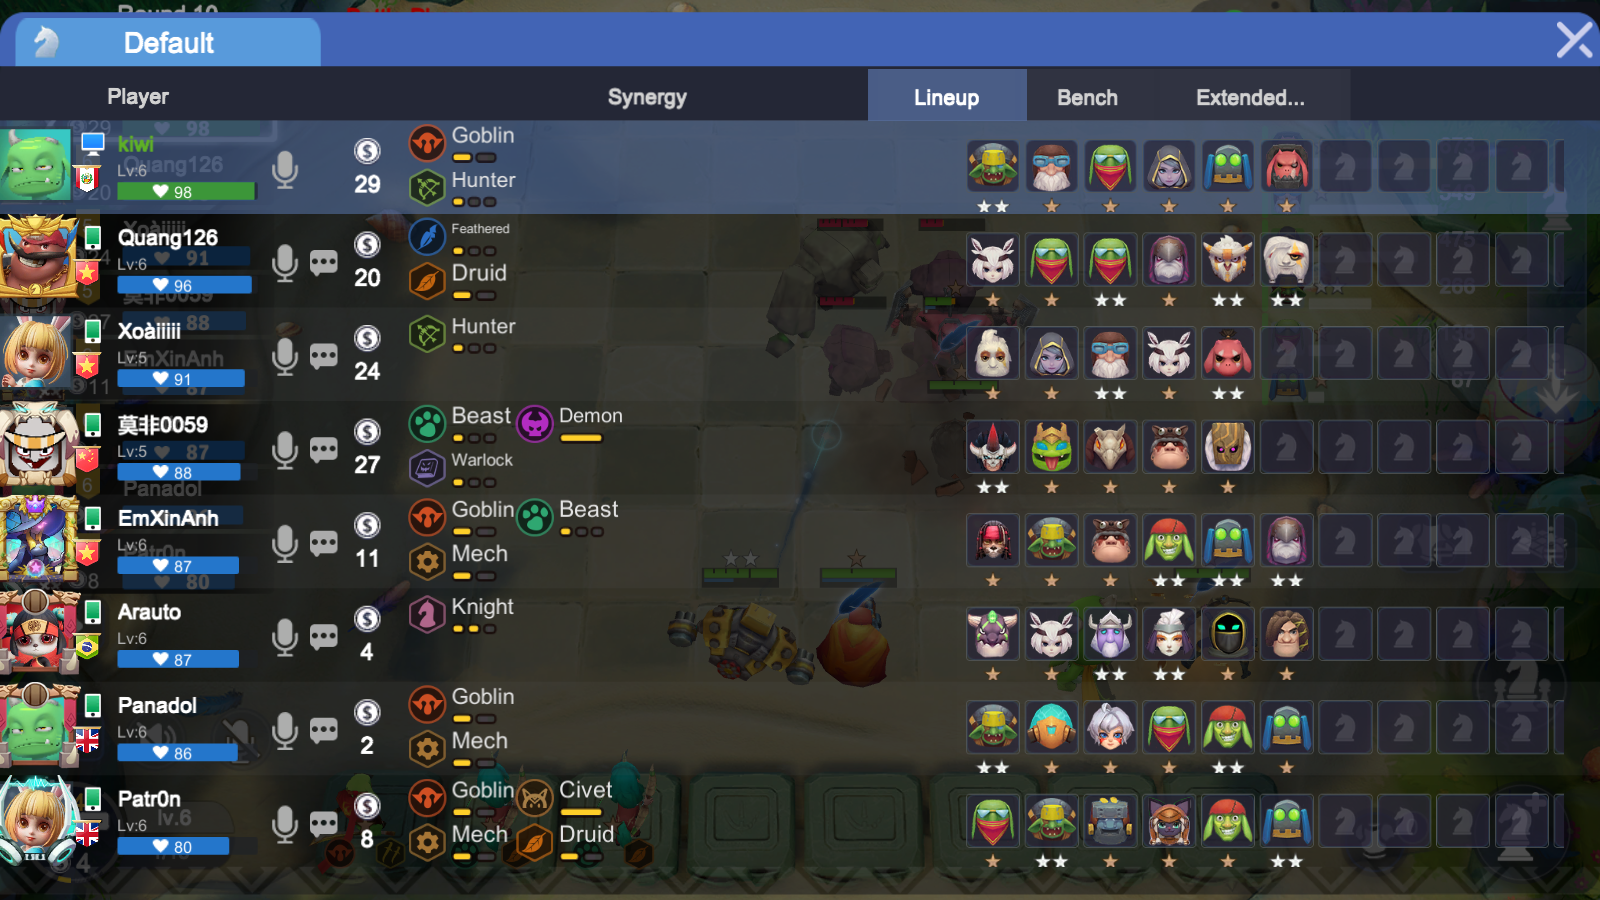 Default
Player
Synergy
Lineup
Bench
Extended...
kiwi
Lv:6
98
29
Goblin
Hunter
Quang126
Lv:6
96
20
Feathered
Druid
Xoàiiiii
Lv:5
91
24
Hunter
莫非0059
Lv:5
88
27
Beast
Demon
Warlock
EmXinAnh
Lv:6
87
11
Goblin
Beast
Mech
Arauto
Lv:6
87
4
Knight
Panadol
Lv:6
86
2
Goblin
Mech
Patr0n
Lv:6
80
8
Goblin
Civet
Mech
Druid